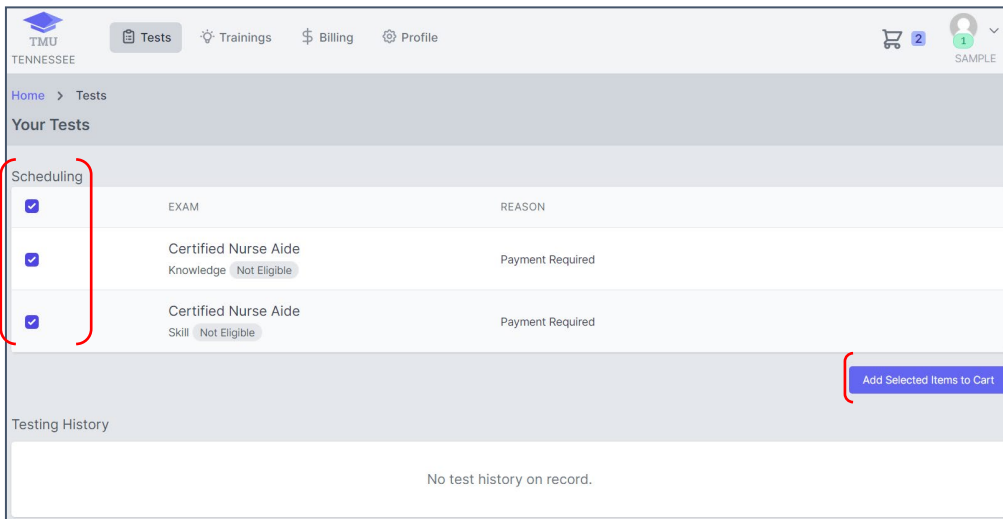 TMU
TENNESSEE
Tests Trainings $ Billing Profile
2
1
SAMPLE
Home > Tests
Your Tests
Scheduling
EXAM REASON
Certified Nurse Aide
Knowledge Not Eligible Payment Required
Certified Nurse Aide
Skill Not Eligible Payment Required
Add Selected Items to Cart
Testing History
No test history on record.